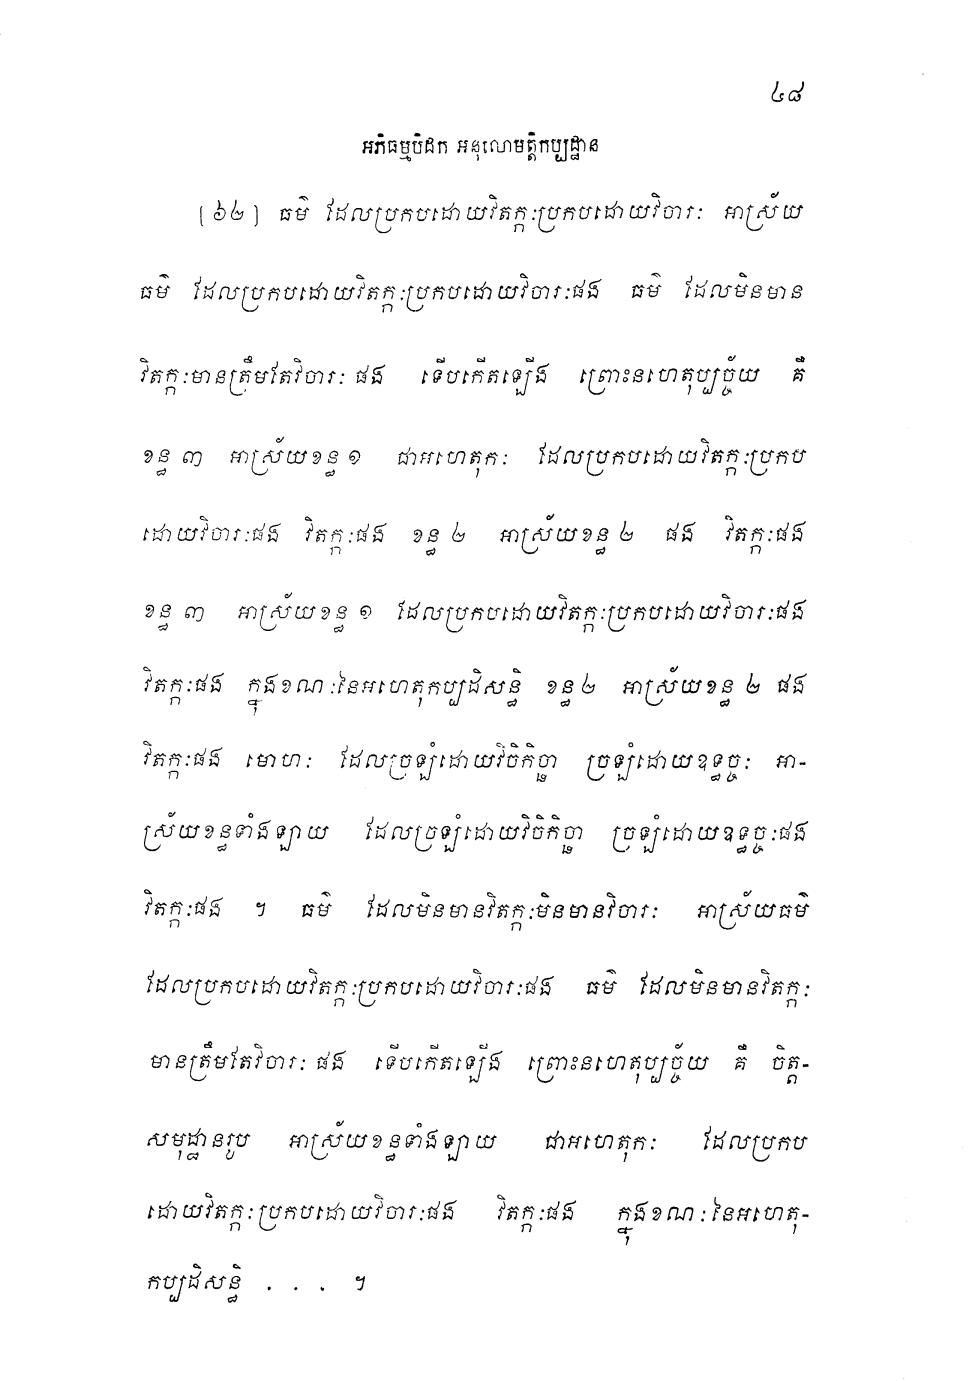 ៤៨
អភិធម្មបិដក អនុលោមត្តិកប្បដ្ឋាន
[៦២] ធម៌ ដែលប្រកបដោយវិតក្កៈប្រកបដោយវិចារៈ អាស្រ័យ
ធម៌ ដែលប្រកបដោយវិតក្កៈប្រកបដោយវិចារៈផង ធម៌ ដែលមិនមាន
វិតក្កៈមានត្រឹមតែវិចារៈ ផង ទើបកើតឡើង ព្រោះនហេតុប្បច្ច័យ គឺ
ខន្ធ ៣ អាស្រ័យខន្ធ ១ ជាអហេតុកៈ ដែលប្រកបដោយវិតក្កៈប្រកប
ដោយវិចារៈផង វិតក្កៈផង ខន្ធ ២ អាស្រ័យខន្ធ ២ ផង វិតក្កៈផង
ខន្ធ ៣ អាស្រ័យខន្ធ ១ ដែលប្រកបដោយវិតក្កៈប្រកបដោយវិចារៈផង
វិតក្កៈផង ក្នុងខណៈនៃអហេតុកប្បដិសន្ធិ ខន្ធ២ អាស្រ័យខន្ធ ២ ផង
វិតក្កៈផង មោហៈ ដែលច្រឡំដោយវិចិកិច្ឆា ច្រឡំដោយឧទ្ធច្ចៈ អា-
ស្រ័យខន្ធទាំងឡាយ ដែលច្រឡំដោយវិចិកិច្ឆា ច្រឡំដោយឧទ្ធច្ចៈផង
វិតក្កៈផង ។ ធម៌ ដែលមិនមានវិតក្កៈមិនមានវិចារៈ អាស្រ័យធម៌
ដែលប្រកបដោយវិតក្កៈប្រកបដោយវិចារៈផង ធម៌ ដែលមិនមានវិតក្កៈ
មានត្រឹមតែវិចារៈ ផង ទើបកើតឡើង ព្រោះនហេតុប្បច្ច័យ គឺ ចិត្ត-
សមុដ្ឋានរូប អាស្រ័យខន្ធទាំងឡាយ ជាអហេតុកៈ ដែលប្រកប
ដោយវិតក្កៈប្រកបដោយវិចារៈផង វិតក្កៈផង ក្នុងខណៈនៃអហេតុ-
កប្បដិសន្ធិ . . . ។